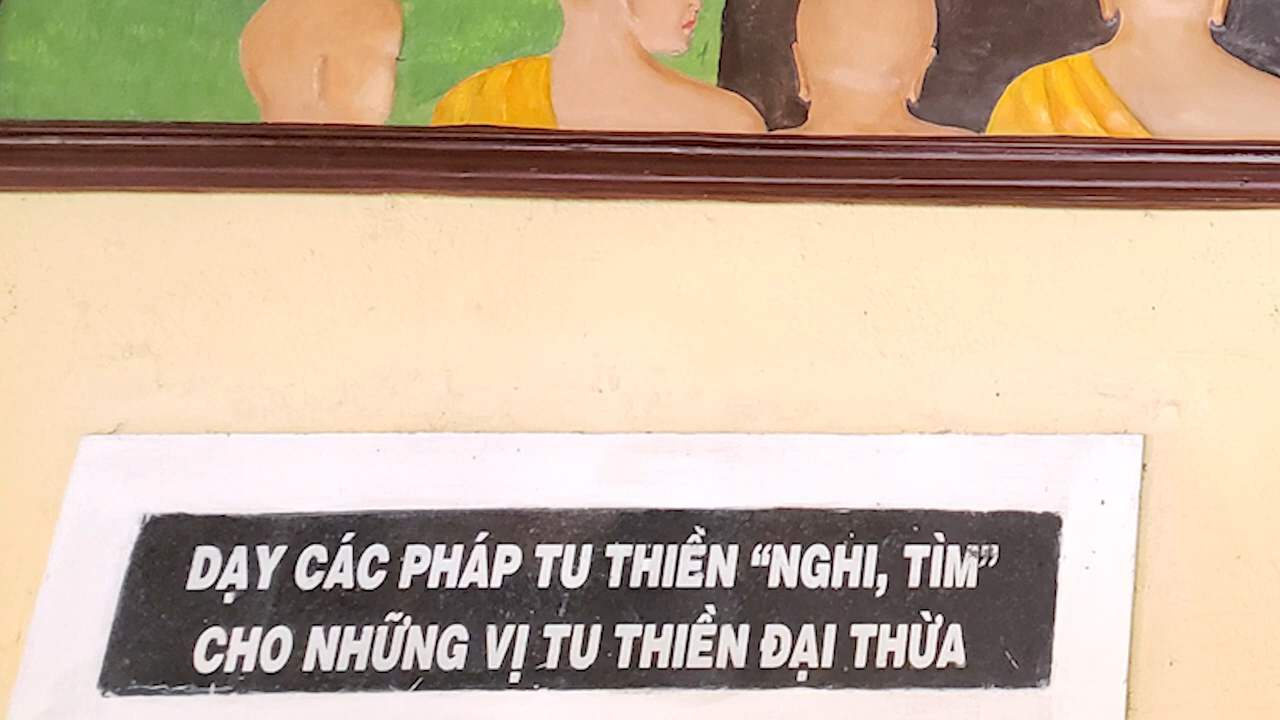 DẠY CÁC PHÁP TU THIỀN “NGHI, TÌM”
CHO NHỮNG VỊ TU THIỀN ĐẠI THỪA